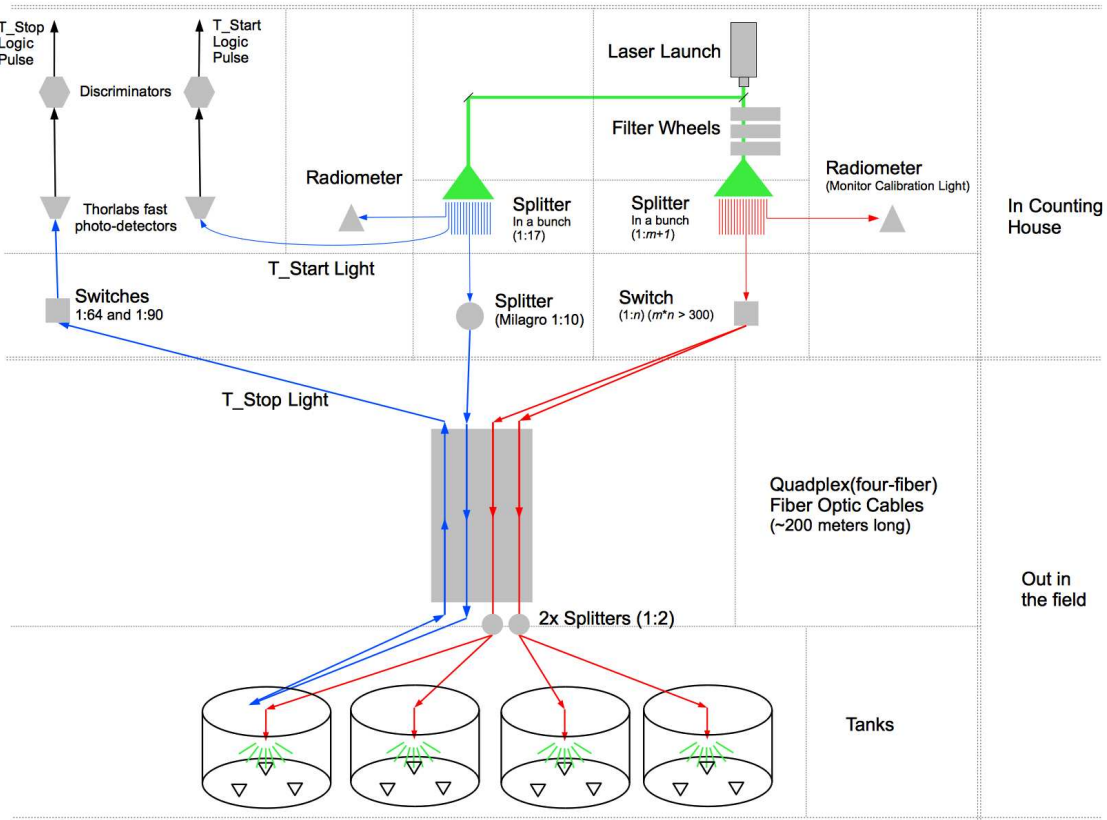 T_Stop
Logic
Pulse
T_Start
Logic
Pulse
Discriminators
Thorlabs fast
photo-detectors
Laser Launch
Filter Wheels
Radiometer
Radiometer
(Monitor Calibration Light)
Splitter
In a bunch
(1:17)
Splitter
In a bunch
(1:m+1)
In Counting
House
T_Start Light
Switches
1:64 and 1:90
Splitter
(Milagro 1:10)
Switch
(1:n) (m*n > 300)
T_Stop Light
Quadplex(four-fiber)
Fiber Optic Cables
(~200 meters long)
Out in
the field
2x Splitters (1:2)
Tanks